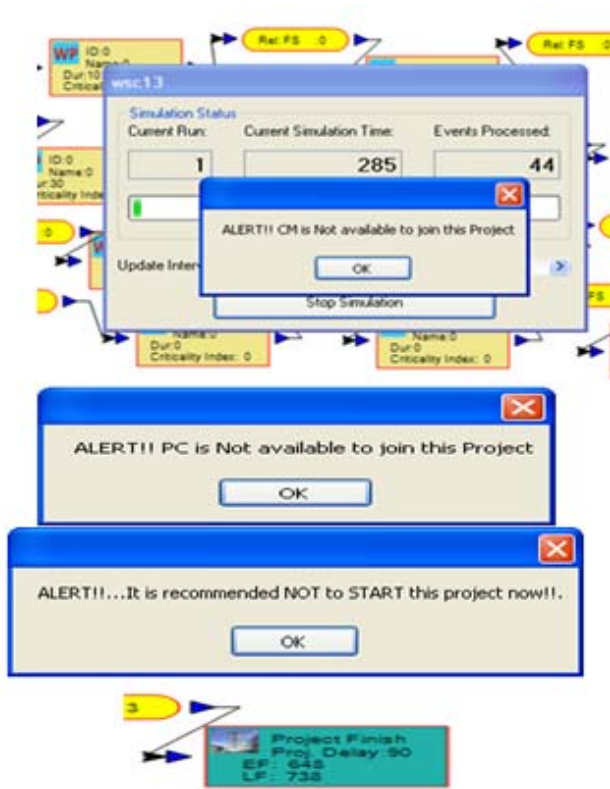 Rel: FS :0
Rel: FS :0
WP ID:0
Name:0
Dur:10
Criticality
wsc13
Simulation Status
Current Run: Current Simulation Time: Events Processed:
1 285 44
ID:0
Name:0
Dur:30
Criticality Index
ALERT!! CM is Not available to join this Project
OK
:0
Update Interv
Stop Simulation
FS
Name:0
Dur:0
Criticality Index: 0
Name:0
Dur:0
Criticality Index: 0
ALERT!! PC is Not available to join this Project
OK
ALERT!!...It is recommended NOT to START this project now!!.
OK
3
Project Finish
Proj. Delay:90
EF: 648
LF: 738